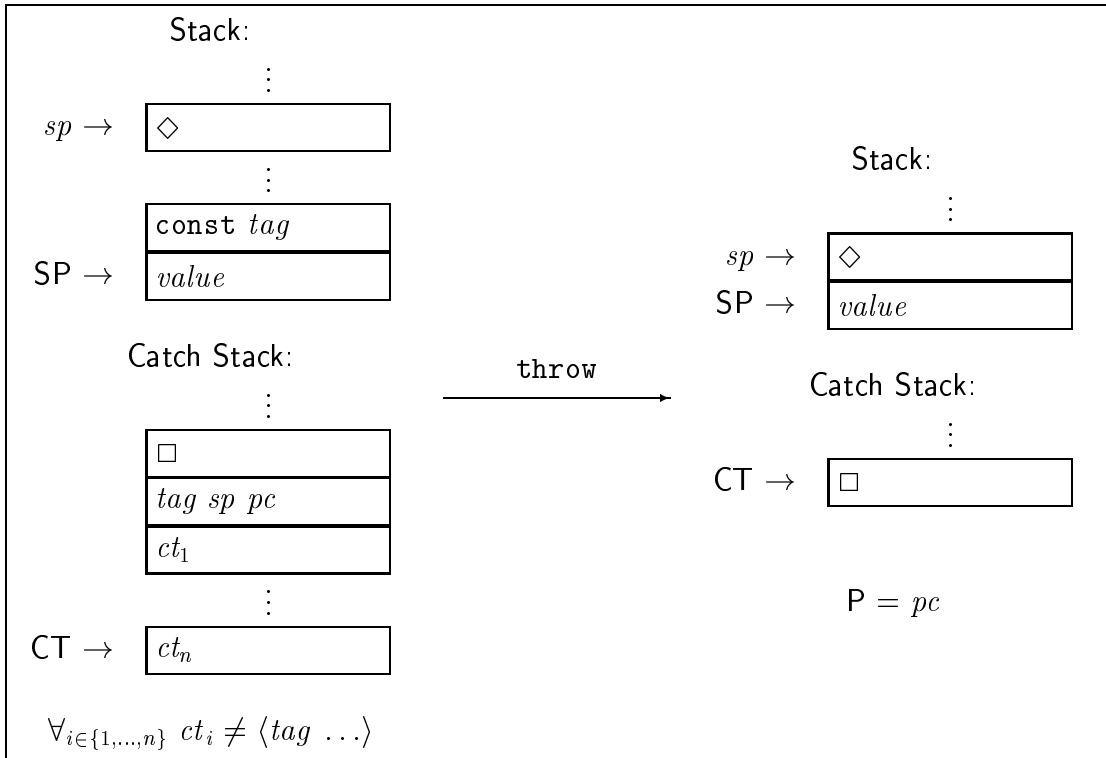 Stack:
⋮
sp → ◇
⋮
const tag
SP → value
Catch Stack:
⋮
□
tag sp pc
ct₁
⋮
CT → ctₙ
∀i∈{1,...,n} ctᵢ ≠ ⟨tag ...⟩
throw
Stack:
⋮
sp → ◇
SP → value
Catch Stack:
⋮
CT → □
P = pc